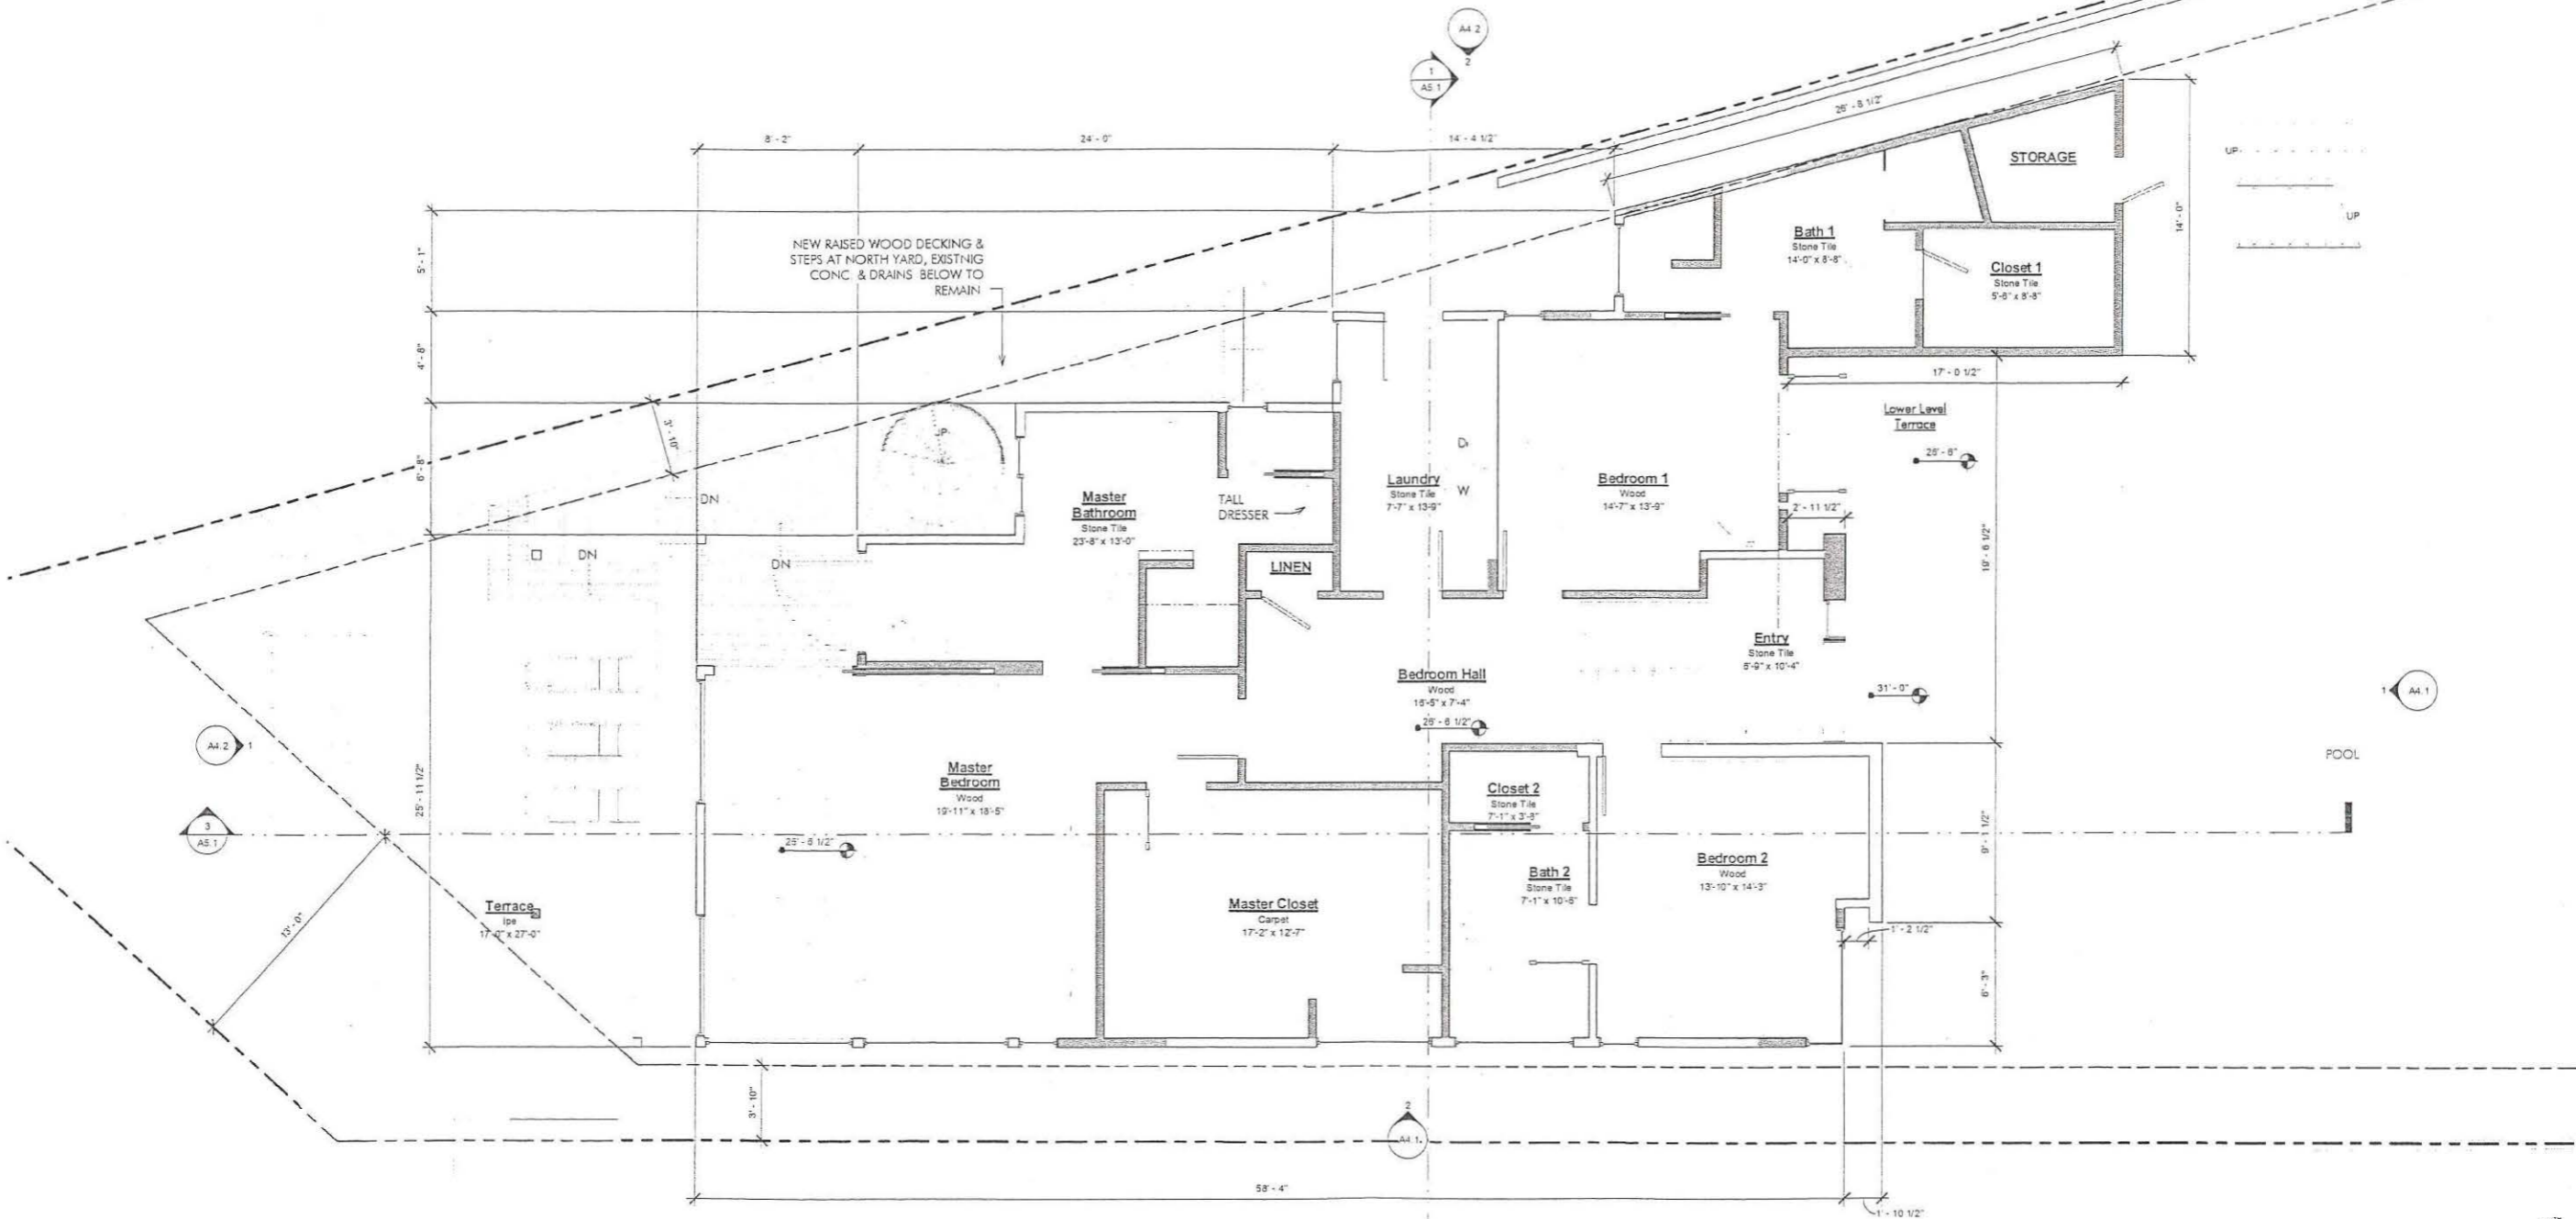 A4.2
2
1
A5.1
26' - 8 1/2"
8' - 2"
24' - 0"
14' - 4 1/2"
STORAGE
UP
UP
14' - 0"
NEW RAISED WOOD DECKING &
STEPS AT NORTH YARD, EXISTNIG
CONC & DRAINS BELOW TO
REMAIN
Bath 1
Stone Tile
14'-0" x 8'-8"
Closet 1
Stone Tile
5'-6" x 8'-8"
5' - 1"
4' - 8"
17' - 0 1/2"
Lower Level
Terrace
26' - 6"
3' - 10"
6' - 8"
DN
DN
DN
Master
Bathroom
Stone Tile
23'-8" x 13'-0"
TALL
DRESSER
LINEN
Laundry
Stone Tile
7'-7" x 13'-9"
D
W
Bedroom 1
Wood
14'-7" x 13'-9"
2' - 11 1/2"
19' - 6 1/2"
Entry
Stone Tile
10'-4"
Bedroom Hall
Wood
16'-5" x 7'-4"
26' - 6 1/2"
31' - 0"
1
A4.1
POOL
A4.2
1
3
A5.1
25' - 11 1/2"
Master
Bedroom
Wood
19'-11" x 18'-5"
1/2"
Closet 2
Stone Tile
7'-1" x
Bath 2
Stone Tile
7'-1" x
Bedroom 2
Wood
13'-10" x 14'-3"
9' - 1 1/2"
1' - 2 1/2"
6' - 3"
Master Closet
Carpet
17'-2" x 12'-7"
Terrace
Ipe
17'-0" x 27'-0"
13' - 0"
3' - 10"
2
A4.1
58' - 4"
1' - 10 1/2"